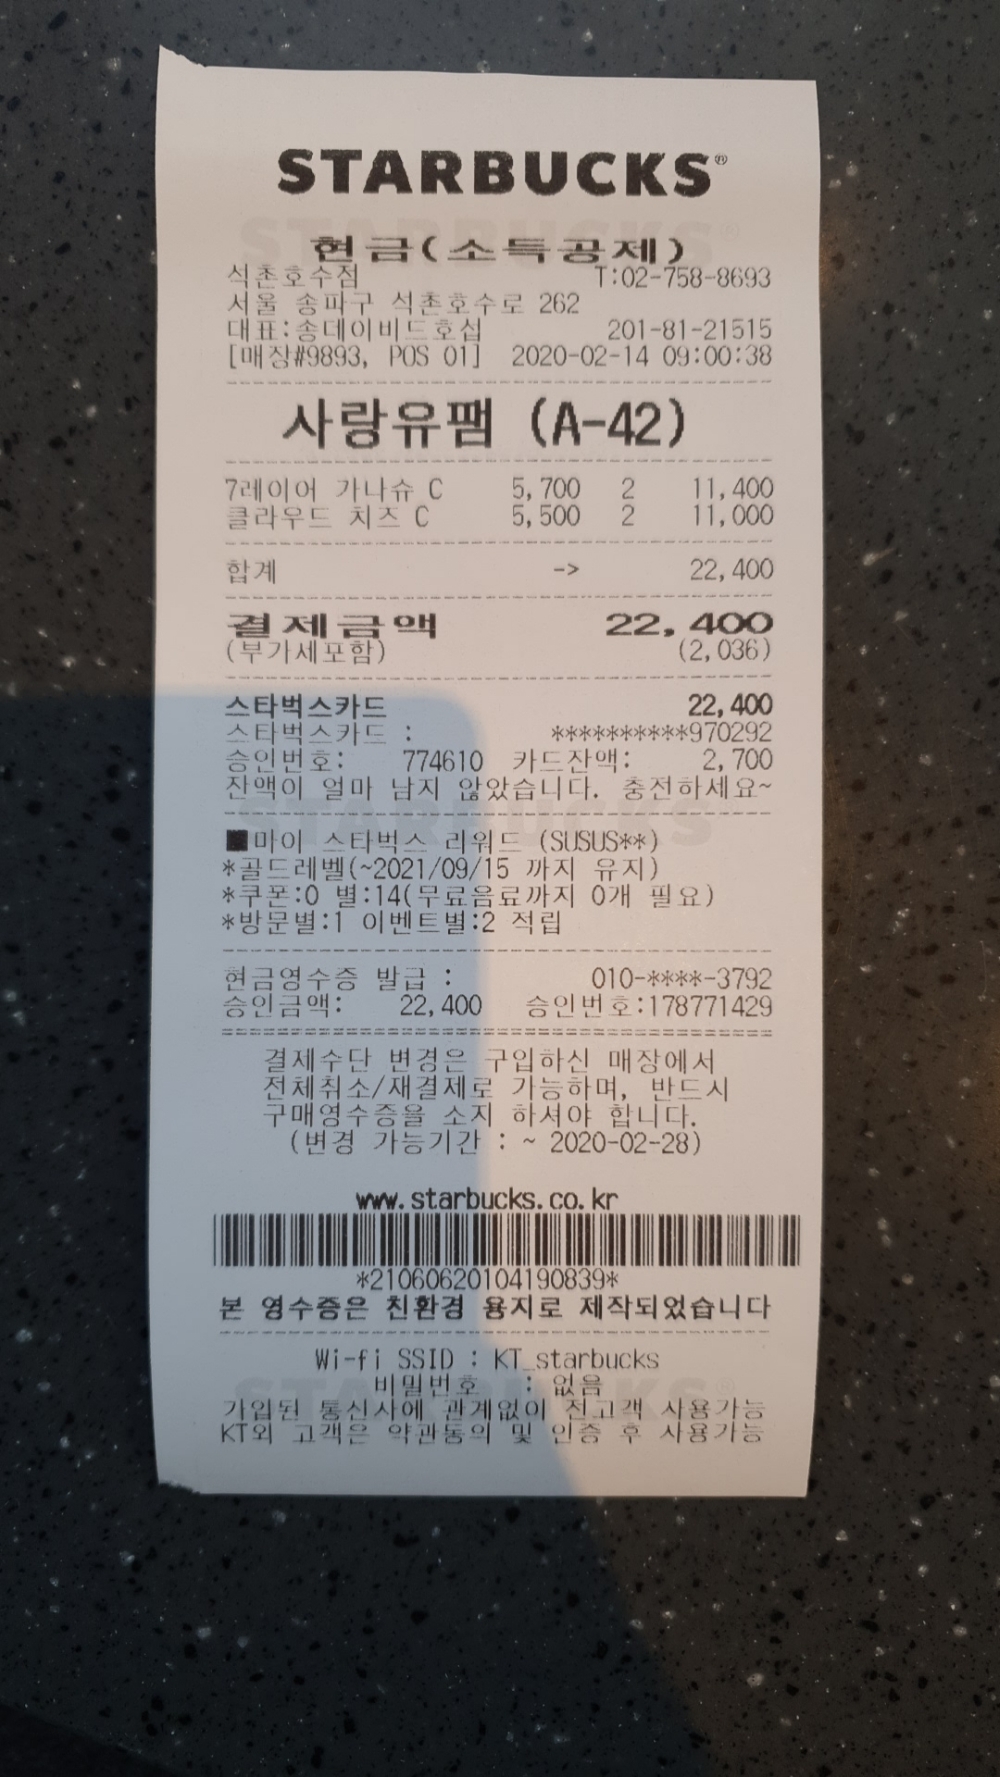 STARBUCKS®
현금(소득공제)
석촌호수점 T:02-758-8693
서울 송파구 석촌호수로 262
대표:송데이비드호섭 201-81-21515
[매장#9893, POS 01] 2020-02-14 09:00:38
사랑유팸 (A-42)
7레이어 가나슈 C 5,700 2 11,400
클라우드 치즈 C 5,500 2 11,000
합계 -> 22,400
결제금액 22,400
(부가세포함) (2,036)
스타벅스카드 22,400
스타벅스카드 : **********970292
승인번호: 774610 카드잔액: 2,700
잔액이 얼마 남지 않았습니다. 충전하세요~
■마이 스타벅스 리워드 (SUSUS**)
*골드레벨(~2021/09/15 까지 유지)
*쿠폰:0 별:14(무료음료까지 0개 필요)
*방문별:1 이벤트별:2 적립
현금영수증 발급 : 010-****-3792
승인금액: 22,400 승인번호:178771429
결제수단 변경은 구입하신 매장에서
전체취소/재결제로 가능하며, 반드시
구매영수증을 소지 하셔야 합니다.
(변경 가능기간 : ~ 2020-02-28)
www.starbucks.co.kr
*21060620104190839*
본 영수증은 친환경 용지로 제작되었습니다
Wi-fi SSID : KT_starbucks
비밀번호 : 없음
가입된 통신사에 관계없이 전고객 사용가능
KT외 고객은 약관동의 및 인증 후 사용가능